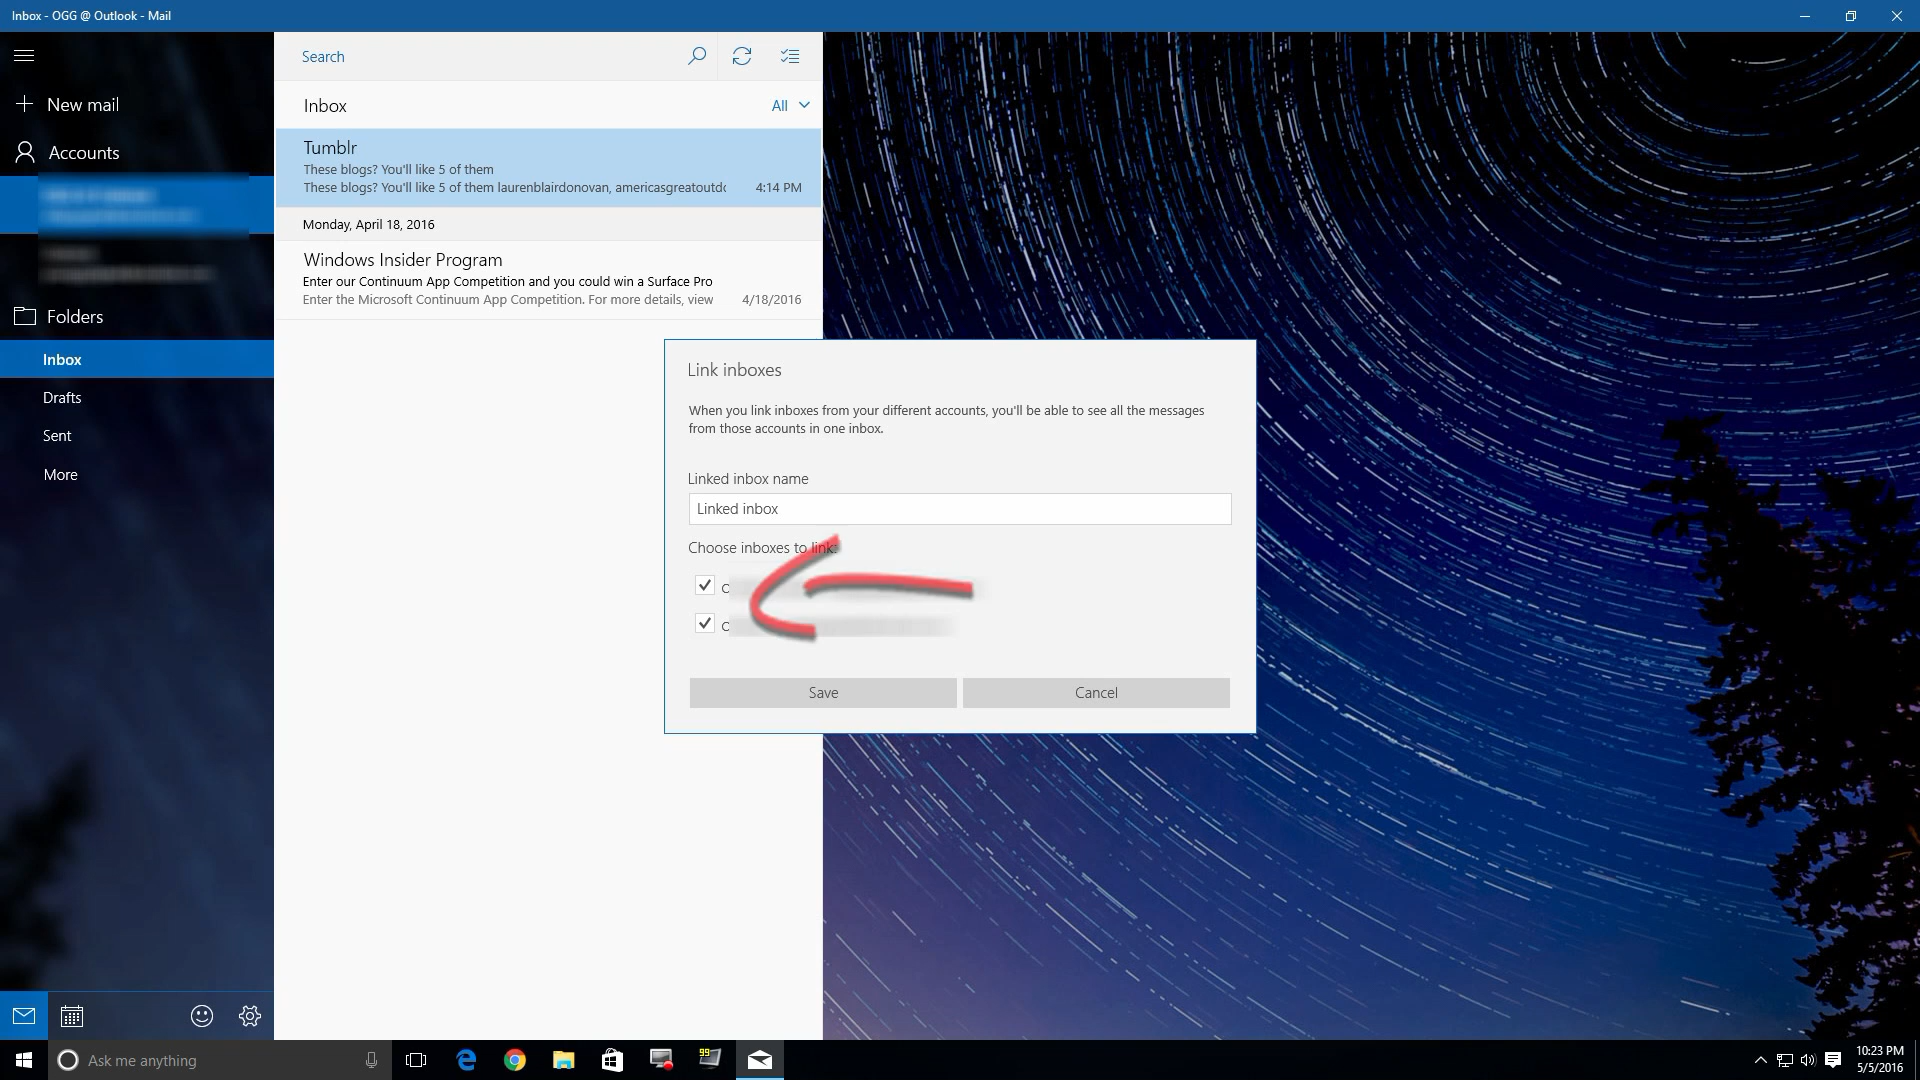 Inbox - OGG @ Outlook - Mail
Search
New mail
Inbox
All
Accounts
Tumblr
These blogs? You'll like 5 of them
These blogs? You'll like 5 of them laurenblairdonovan, americasgreatoutdo
4:14 PM
Monday, April 18, 2016
Windows Insider Program
Enter our Continuum App Competition and you could win a Surface Pro
Enter the Microsoft Continuum App Competition. For more details, view
4/18/2016
Folders
Inbox
Drafts
Sent
More
Link inboxes
When you link inboxes from your different accounts, you'll be able to see all the messages
from those accounts in one inbox.
Linked inbox name
Linked inbox
Choose inboxes to link:
Save
Cancel
Ask me anything
99
10:23 PM
5/5/2016